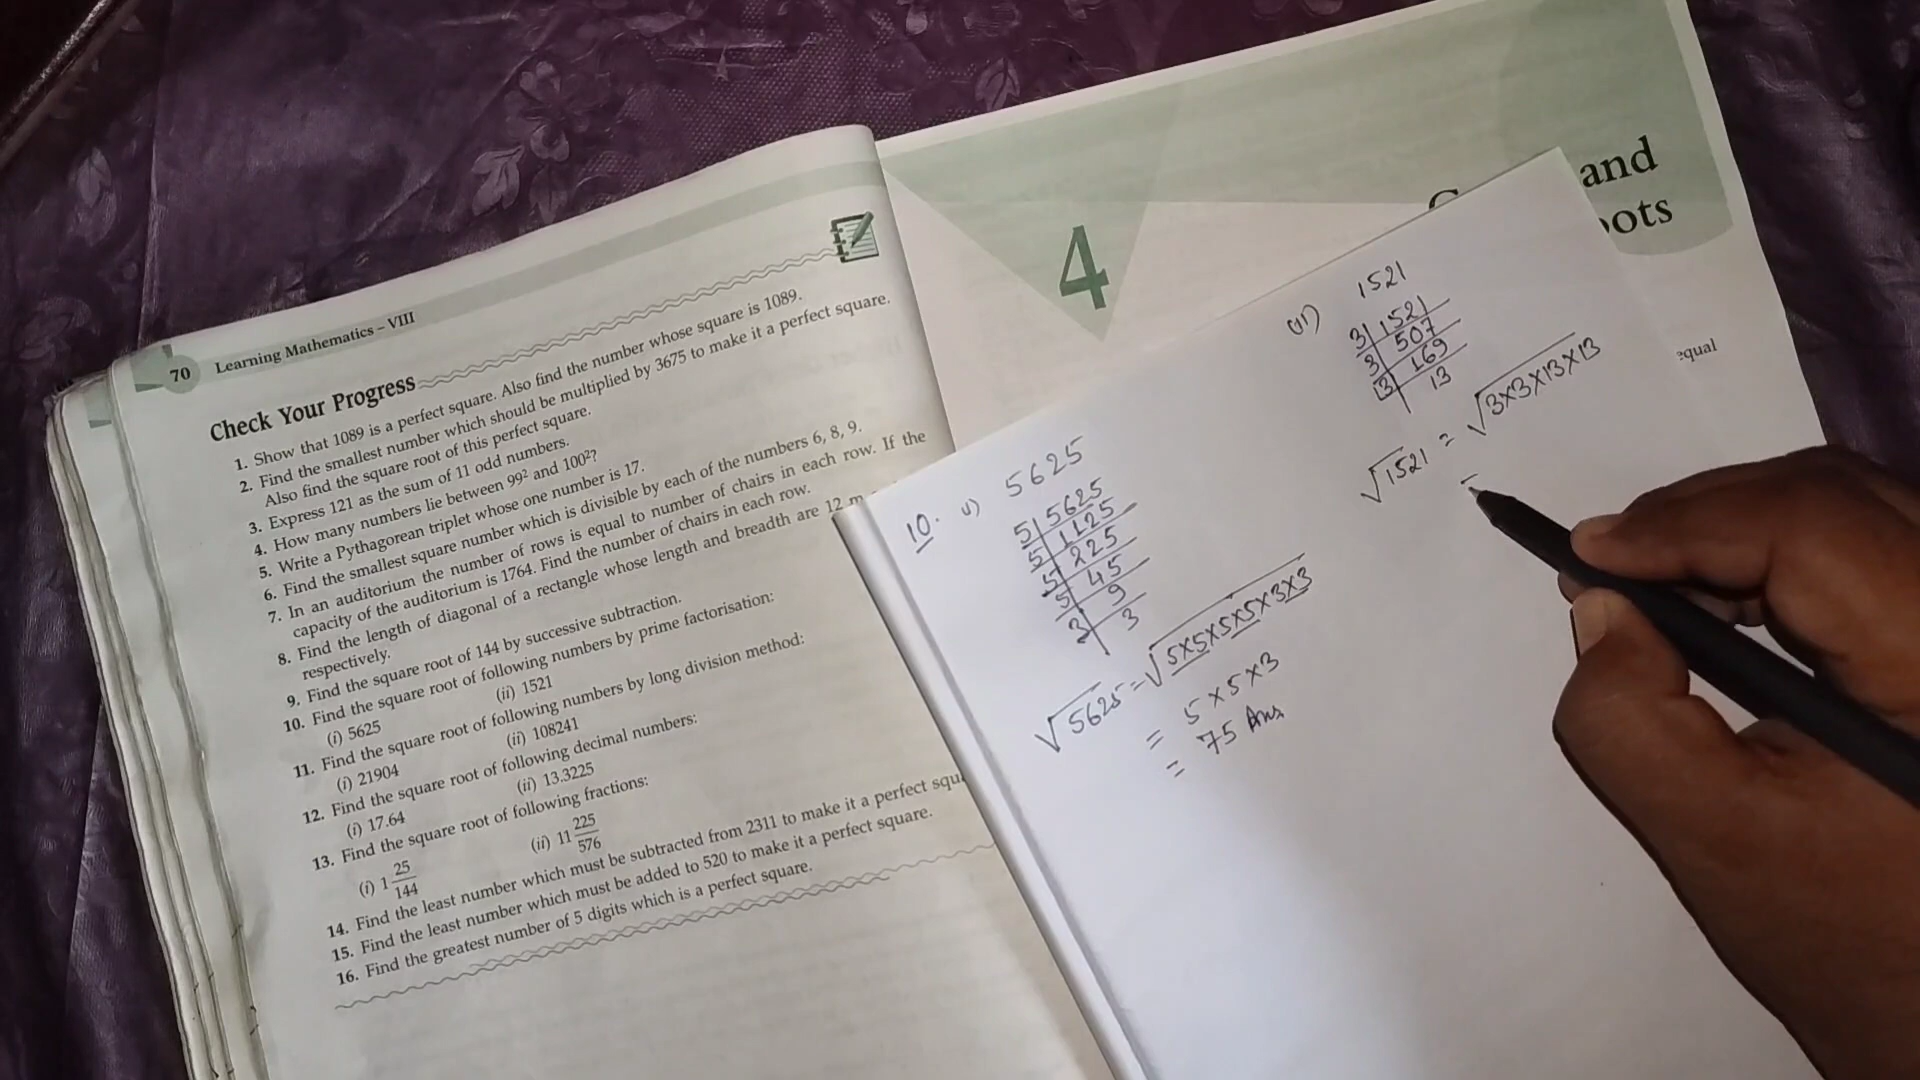 70 Learning Mathematics – VIII
Check Your Progress
1. Show that 1089 is a perfect square. Also find the number whose square is 1089.
2. Find the smallest number which should be multiplied by 3675 to make it a perfect square.
Also find the square root of this perfect square.
3. Express 121 as the sum of 11 odd numbers.
4. How many numbers lie between 99² and 100²?
5. Write a Pythagorean triplet whose one number is 17.
6. Find the smallest square number which is divisible by each of the numbers 6, 8, 9.
7. In an auditorium the number of rows is equal to number of chairs in each row. If the
capacity of the auditorium is 1764. Find the number of chairs in each row.
8. Find the length of diagonal of a rectangle whose length and breadth are 12 m
respectively.
9. Find the square root of 144 by successive subtraction.
10. Find the square root of following numbers by prime factorisation:
(i) 5625 (ii) 1521
11. Find the square root of following numbers by long division method:
(i) 21904 (ii) 108241
12. Find the square root of following decimal numbers:
(i) 17.64 (ii) 13.3225
13. Find the square root of following fractions:
(i) 1 25/144 (ii) 11 225/576
14. Find the least number which must be subtracted from 2311 to make it a perfect squ
15. Find the least number which must be added to 520 to make it a perfect square.
16. Find the greatest number of 5 digits which is a perfect square.
4
and
oots
equal
10. (i) 5625
5 | 5625
5 | 1125
5 | 225
5 | 45
3 | 9
3
√5625 = √5×5×5×5×3×3
= 5×5×3
= 75 Ans
(ii) 1521
3 | 1521
3 | 507
13 | 169
13
√1521 = √3×3×13×13
=